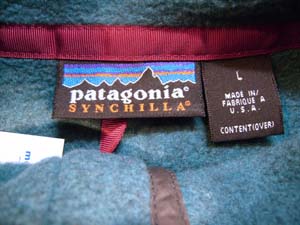 patagonia®
SYNCHILLA®
L
MADE IN/
FABRIQUE A
U.S.A.
CONTENT(OVER)